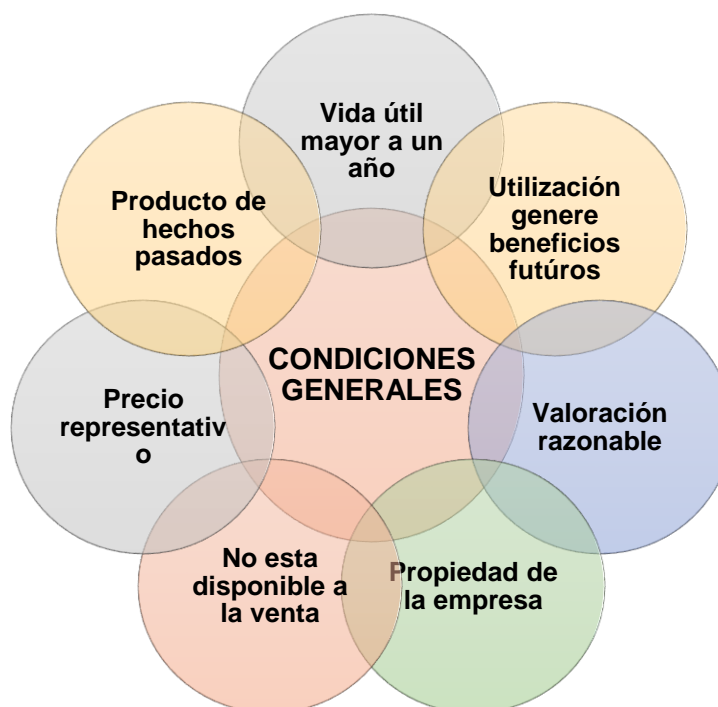 Vida útil
mayor a un
año
Utilización
genere
beneficios
futúros
Valoración
razonable
Propiedad de
la empresa
No esta
disponible a
la venta
Precio
representativ
o
Producto de
hechos
pasados
CONDICIONES
GENERALES